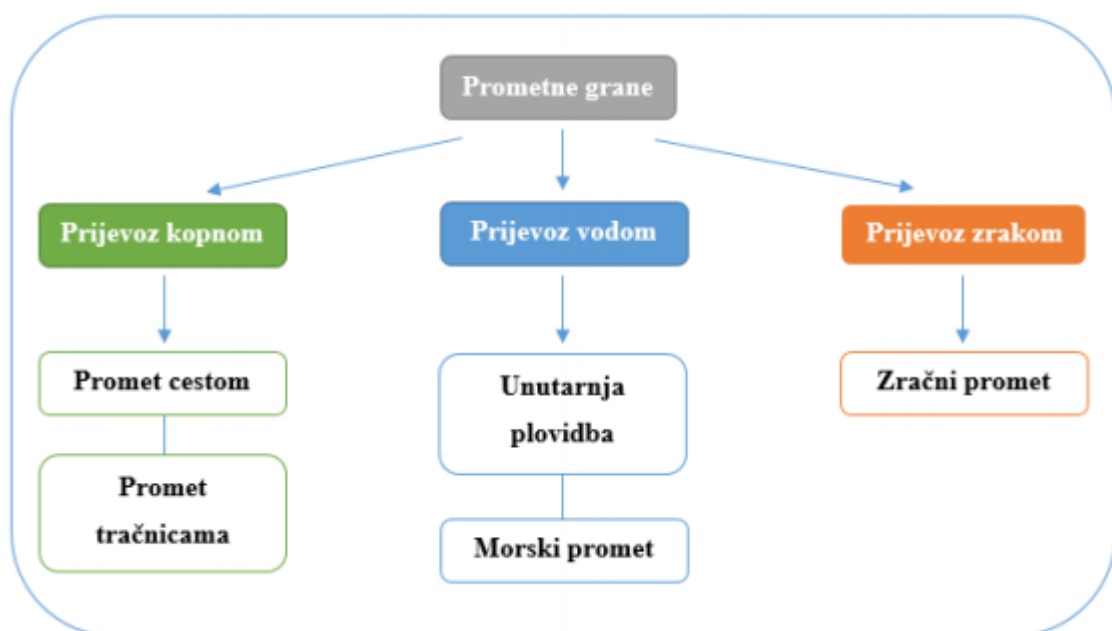 Prometne grane
Prijevoz kopnom
Prijevoz vodom
Prijevoz zrakom
Promet cestom
Unutarnja
plovidba
Zračni promet
Promet
tračnicama
Morski promet